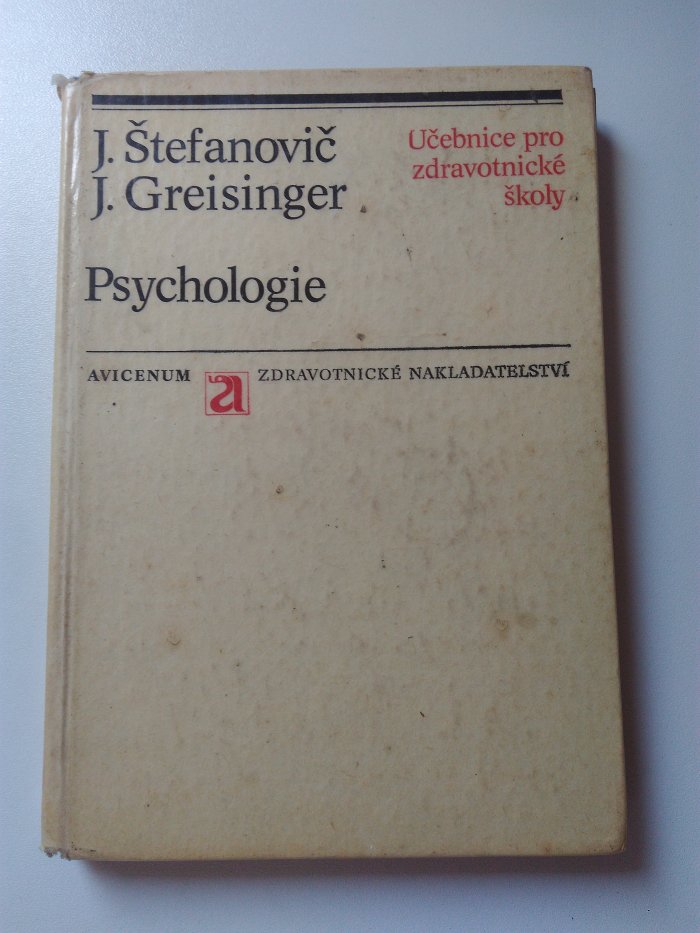 J. Štefanovič
J. Greisinger
Učebnice pro
zdravotnické
školy
Psychologie
AVICENUM a ZDRAVOTNICKÉ NAKLADATELSTVÍ